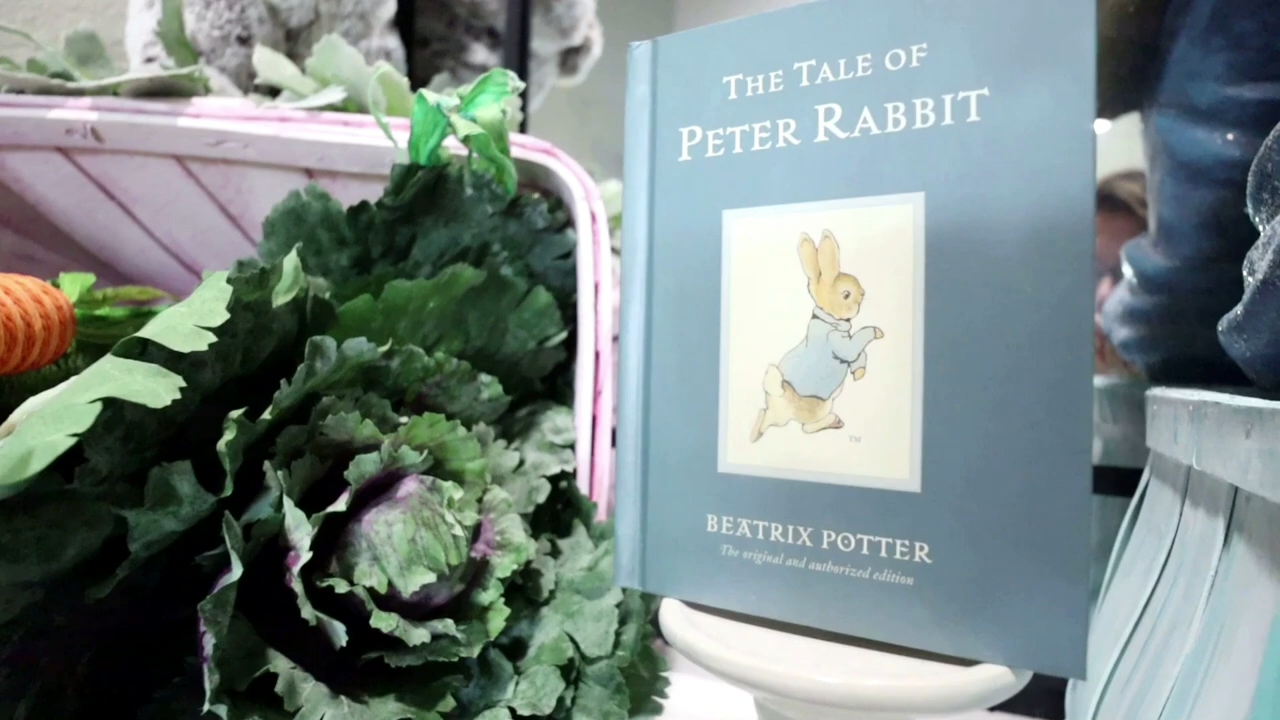 THE TALE OF
PETER RABBIT
TM
BEATRIX POTTER
The original and authorized edition